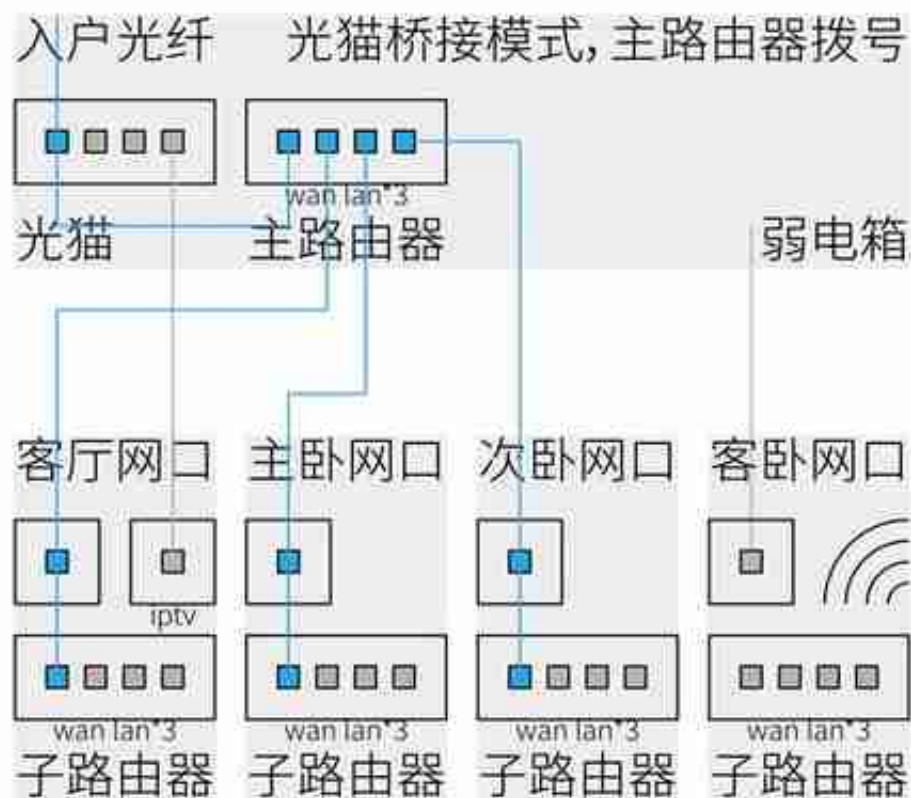 入户光纤 光猫桥接模式, 主路由器拨号
wan lan*3
光猫 主路由器 弱电箱
客厅网口 主卧网口 次卧网口 客卧网口
iptv
wan lan*3 wan lan*3 wan lan*3 wan lan*3
子路由器 子路由器 子路由器 子路由器